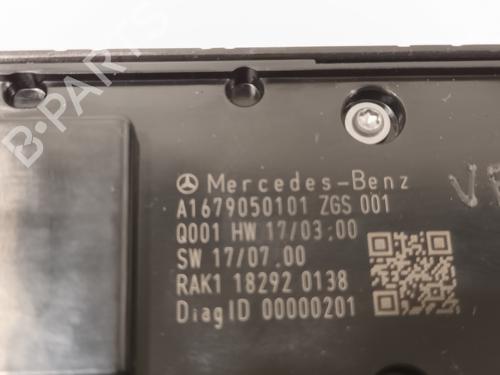 B-PARTS
Mercedes-Benz
A1679050101 ZGS 001
Q001 HW 17/03:00
SW 17/07.00
RAK1 18292 0138
DiagID 00000201